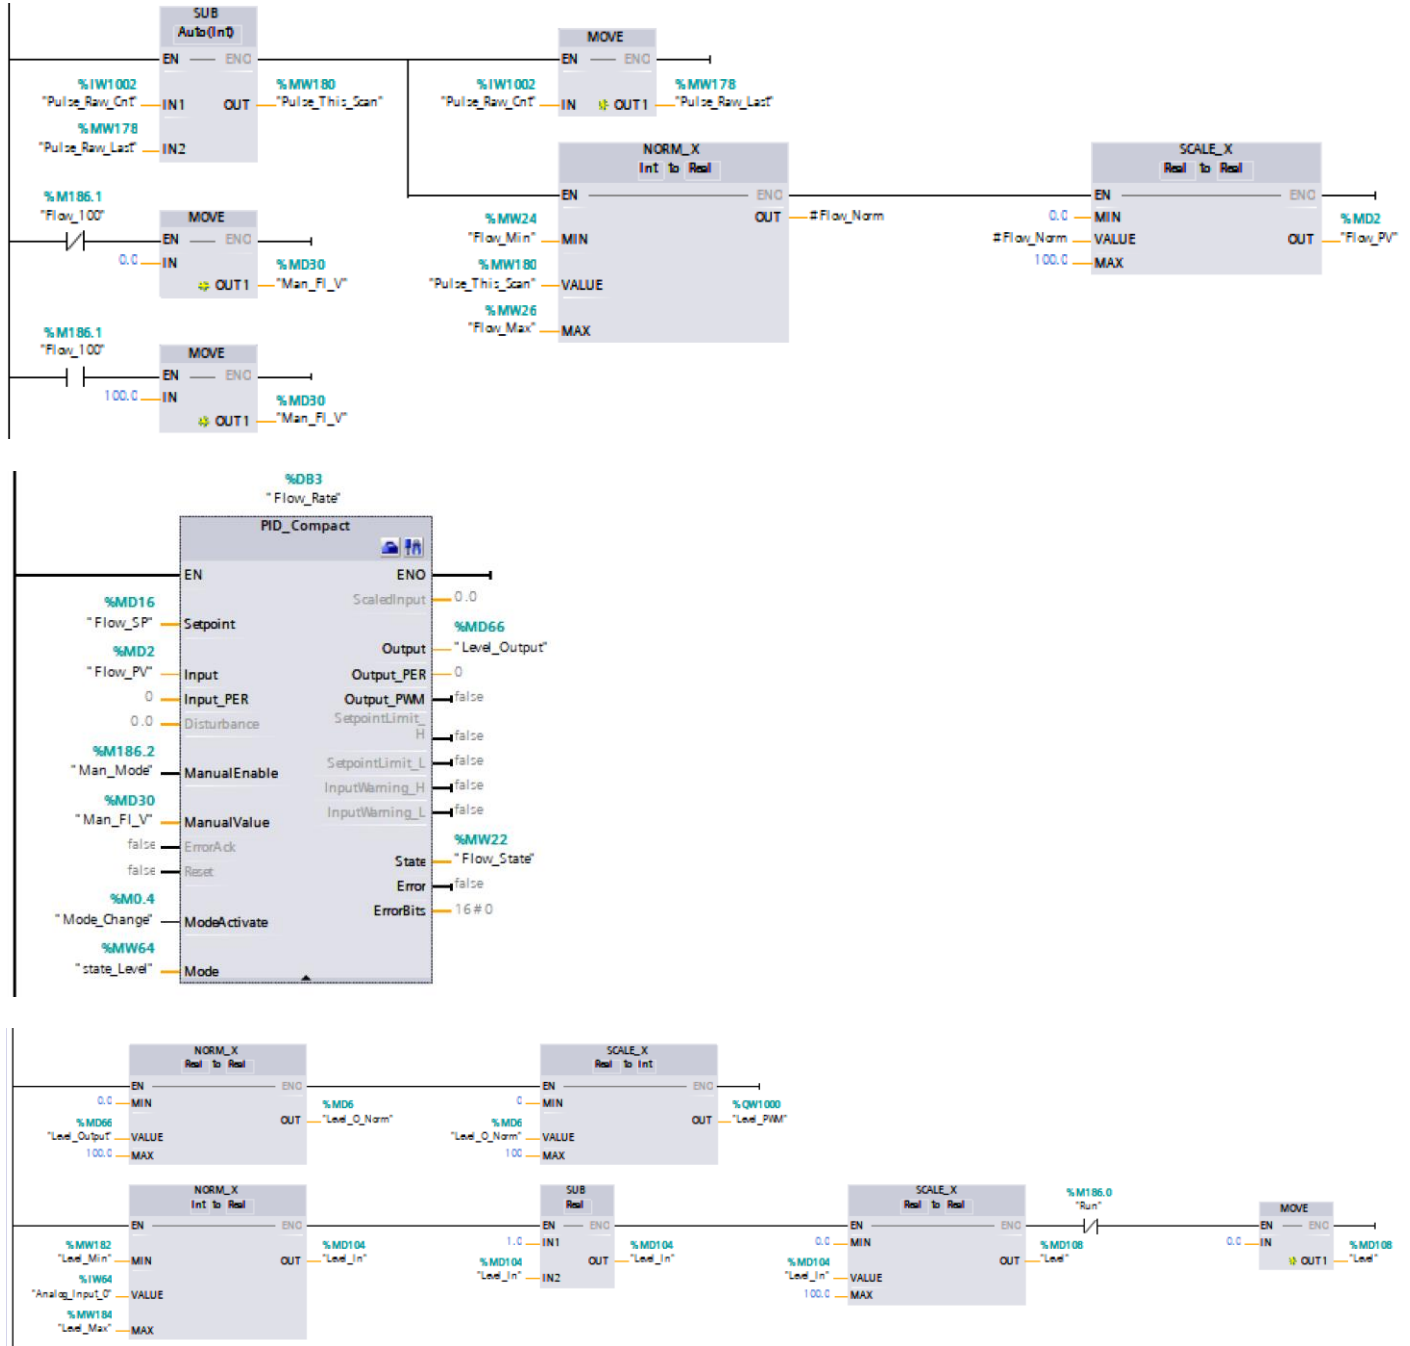 SUB
Auto (Int)
EN ENO
%IW1002
"Pulse_Raw_Cnt" IN1
%MW178
"Pulse_Raw_Last" IN2
%MW180
OUT "Pulse_This_Scan"
MOVE
EN ENO
%IW1002
"Pulse_Raw_Cnt" IN
%MW178
OUT1 "Pulse_Raw_Last"
NORM_X
Int to Real
EN ENO
OUT #Flow_Norm
%MW24
"Flow_Min" MIN
%MW180
"Pulse_This_Scan" VALUE
%MW26
"Flow_Max" MAX
SCALE_X
Real to Real
EN ENO
0.0 MIN
#Flow_Norm VALUE
100.0 MAX
%MD2
OUT "Flow_PV"
%M186.1
"Flow_100"
MOVE
EN ENO
0.0 IN
%MD30
OUT1 "Man_Fl_V"
%M186.1
"Flow_100"
MOVE
EN ENO
100.0 IN
%MD30
OUT1 "Man_Fl_V"
%DB3
"Flow_Rate"
PID_Compact
EN ENO
ScaledInput 0.0
%MD16
"Flow_SP" Setpoint
%MD66
Output "Level_Output"
%MD2
"Flow_PV" Input
Output_PER 0
0 Input_PER
Output_PWM false
0.0 Disturbance
SetpointLimit_
H false
%M186.2
"Man_Mode" ManualEnable
SetpointLimit_L false
InputWarning_H false
%MD30
"Man_Fl_V" ManualValue
InputWarning_L false
false ErrorAck
%MW22
State "Flow_State"
false Reset
Error false
%M0.4
"Mode_Change" ModeActivate
ErrorBits 16#0
%MW64
"state_Level" Mode
NORM_X
Real to Real
EN ENO
0.0 MIN
%MD66
"Level_Output" VALUE
100.0 MAX
%MD6
OUT "Level_O_Norm"
SCALE_X
Real to Int
EN ENO
0 MIN
%MD6
"Level_O_Norm" VALUE
100 MAX
%QW1000
OUT "Level_PWM"
NORM_X
Int to Real
EN ENO
%MW182
"Level_Min" MIN
%IW64
"Analog_Input_0" VALUE
%MW184
"Level_Max" MAX
%MD104
OUT "Level_In"
SUB
Real
EN ENO
1.0 IN1
%MD104
"Level_In" IN2
%MD104
OUT "Level_In"
SCALE_X
Real to Real
EN ENO
0.0 MIN
%MD104
"Level_In" VALUE
100.0 MAX
%MD108
OUT "Level"
%M186.0
"Run"
MOVE
EN ENO
0.0 IN
%MD108
OUT1 "Level"